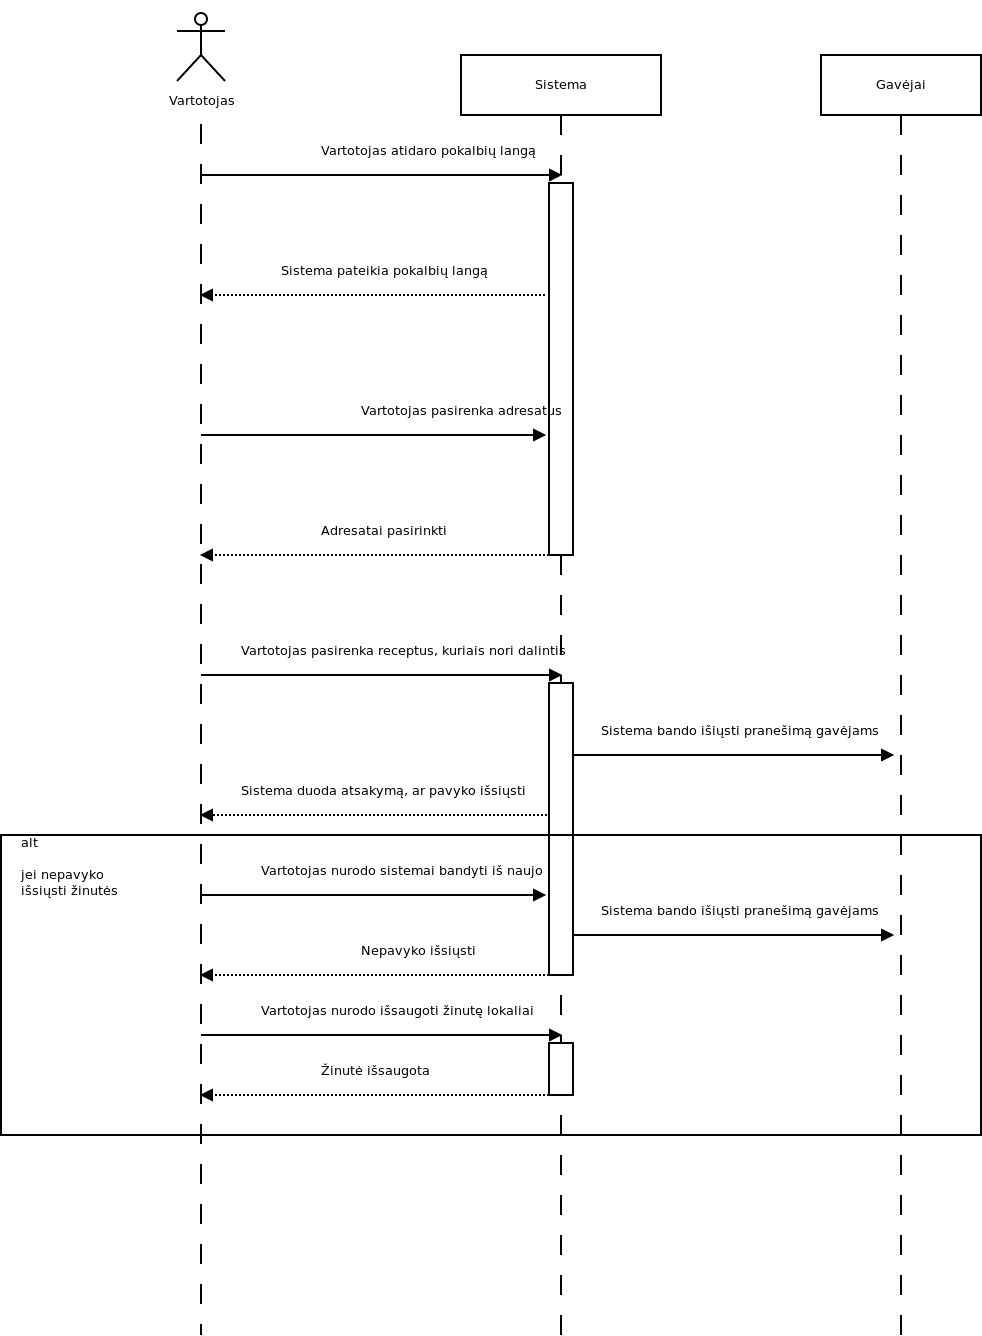 Vartotojas
Sistema
Gavėjai
Vartotojas atidaro pokalbių langą
Sistema pateikia pokalbių langą
Vartotojas pasirenka adresatus
Adresatai pasirinkti
Vartotojas pasirenka receptus, kuriais nori dalintis
Sistema bando išiųsti pranešimą gavėjams
Sistema duoda atsakymą, ar pavyko išsiųsti
alt
jei nepavyko
išsiųsti žinutės
Vartotojas nurodo sistemai bandyti iš naujo
Sistema bando išiųsti pranešimą gavėjams
Nepavyko išsiųsti
Vartotojas nurodo išsaugoti žinutę lokaliai
Žinutė išsaugota